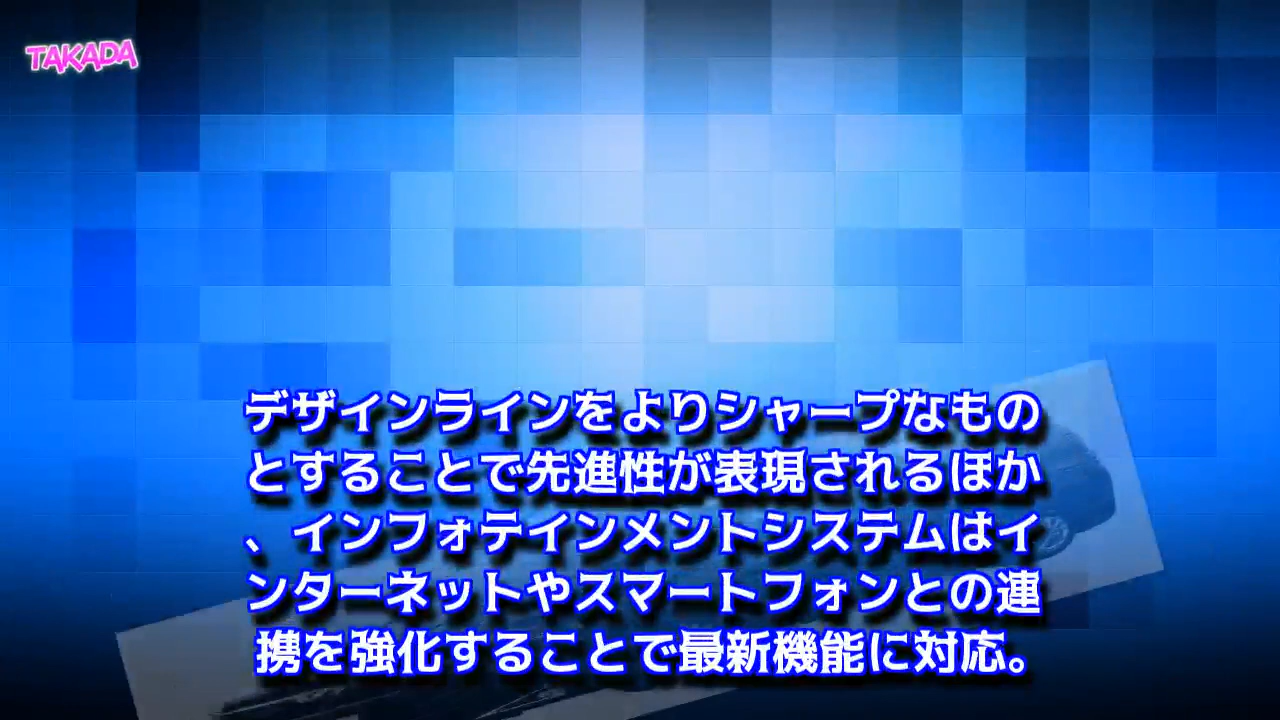 TAKADA
デザインラインをよりシャープなもの
とすることで先進性が表現されるほか
、インフォテインメントシステムはイ
ンターネットやスマートフォンとの連
携を強化することで最新機能に対応。